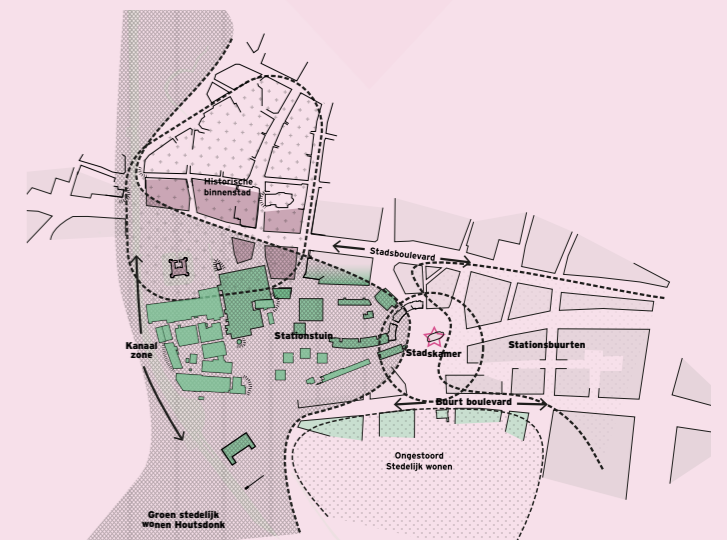 Historische
binnenstad
Stadsboulevard
Stationstuin
Stadskamer
Stationsbuurten
Kanaal
zone
Buurt boulevard
Ongestoord
Stedelijk wonen
Groen stedelijk
wonen Houtsdonk